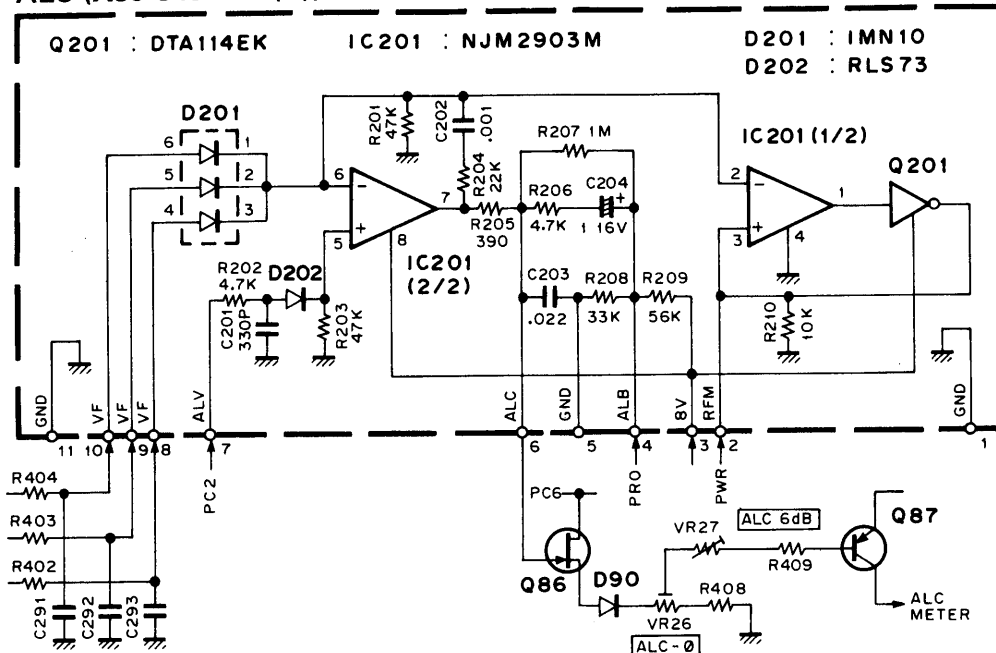 Q201 : DTA114EK
IC201 : NJM2903M
D201 : IMN10
D202 : RLS73
D201
6
1
5
2
4
3
R201
47K
C202
.001
R204
22K
R207 1M
IC201 (1/2)
Q201
6
-
7
+
5
8
R205
390
R206
4.7K
C204
+
1 16V
2
-
1
+
3
4
IC201
(2/2)
R202
4.7K
D202
C201
330P
R203
47K
C203
.022
R208
33K
R209
56K
R210
10K
GND
VF
VF
VF
ALV
ALC
GND
ALB
8V
RFM
GND
11
10
9
8
7
6
5
4
3
2
1
PC2
PRO
PWR
R404
R403
R402
C291
C292
C293
PC6
Q86
D90
VR27
ALC 6dB
R409
Q87
VR26
R408
ALC-0
ALC
METER